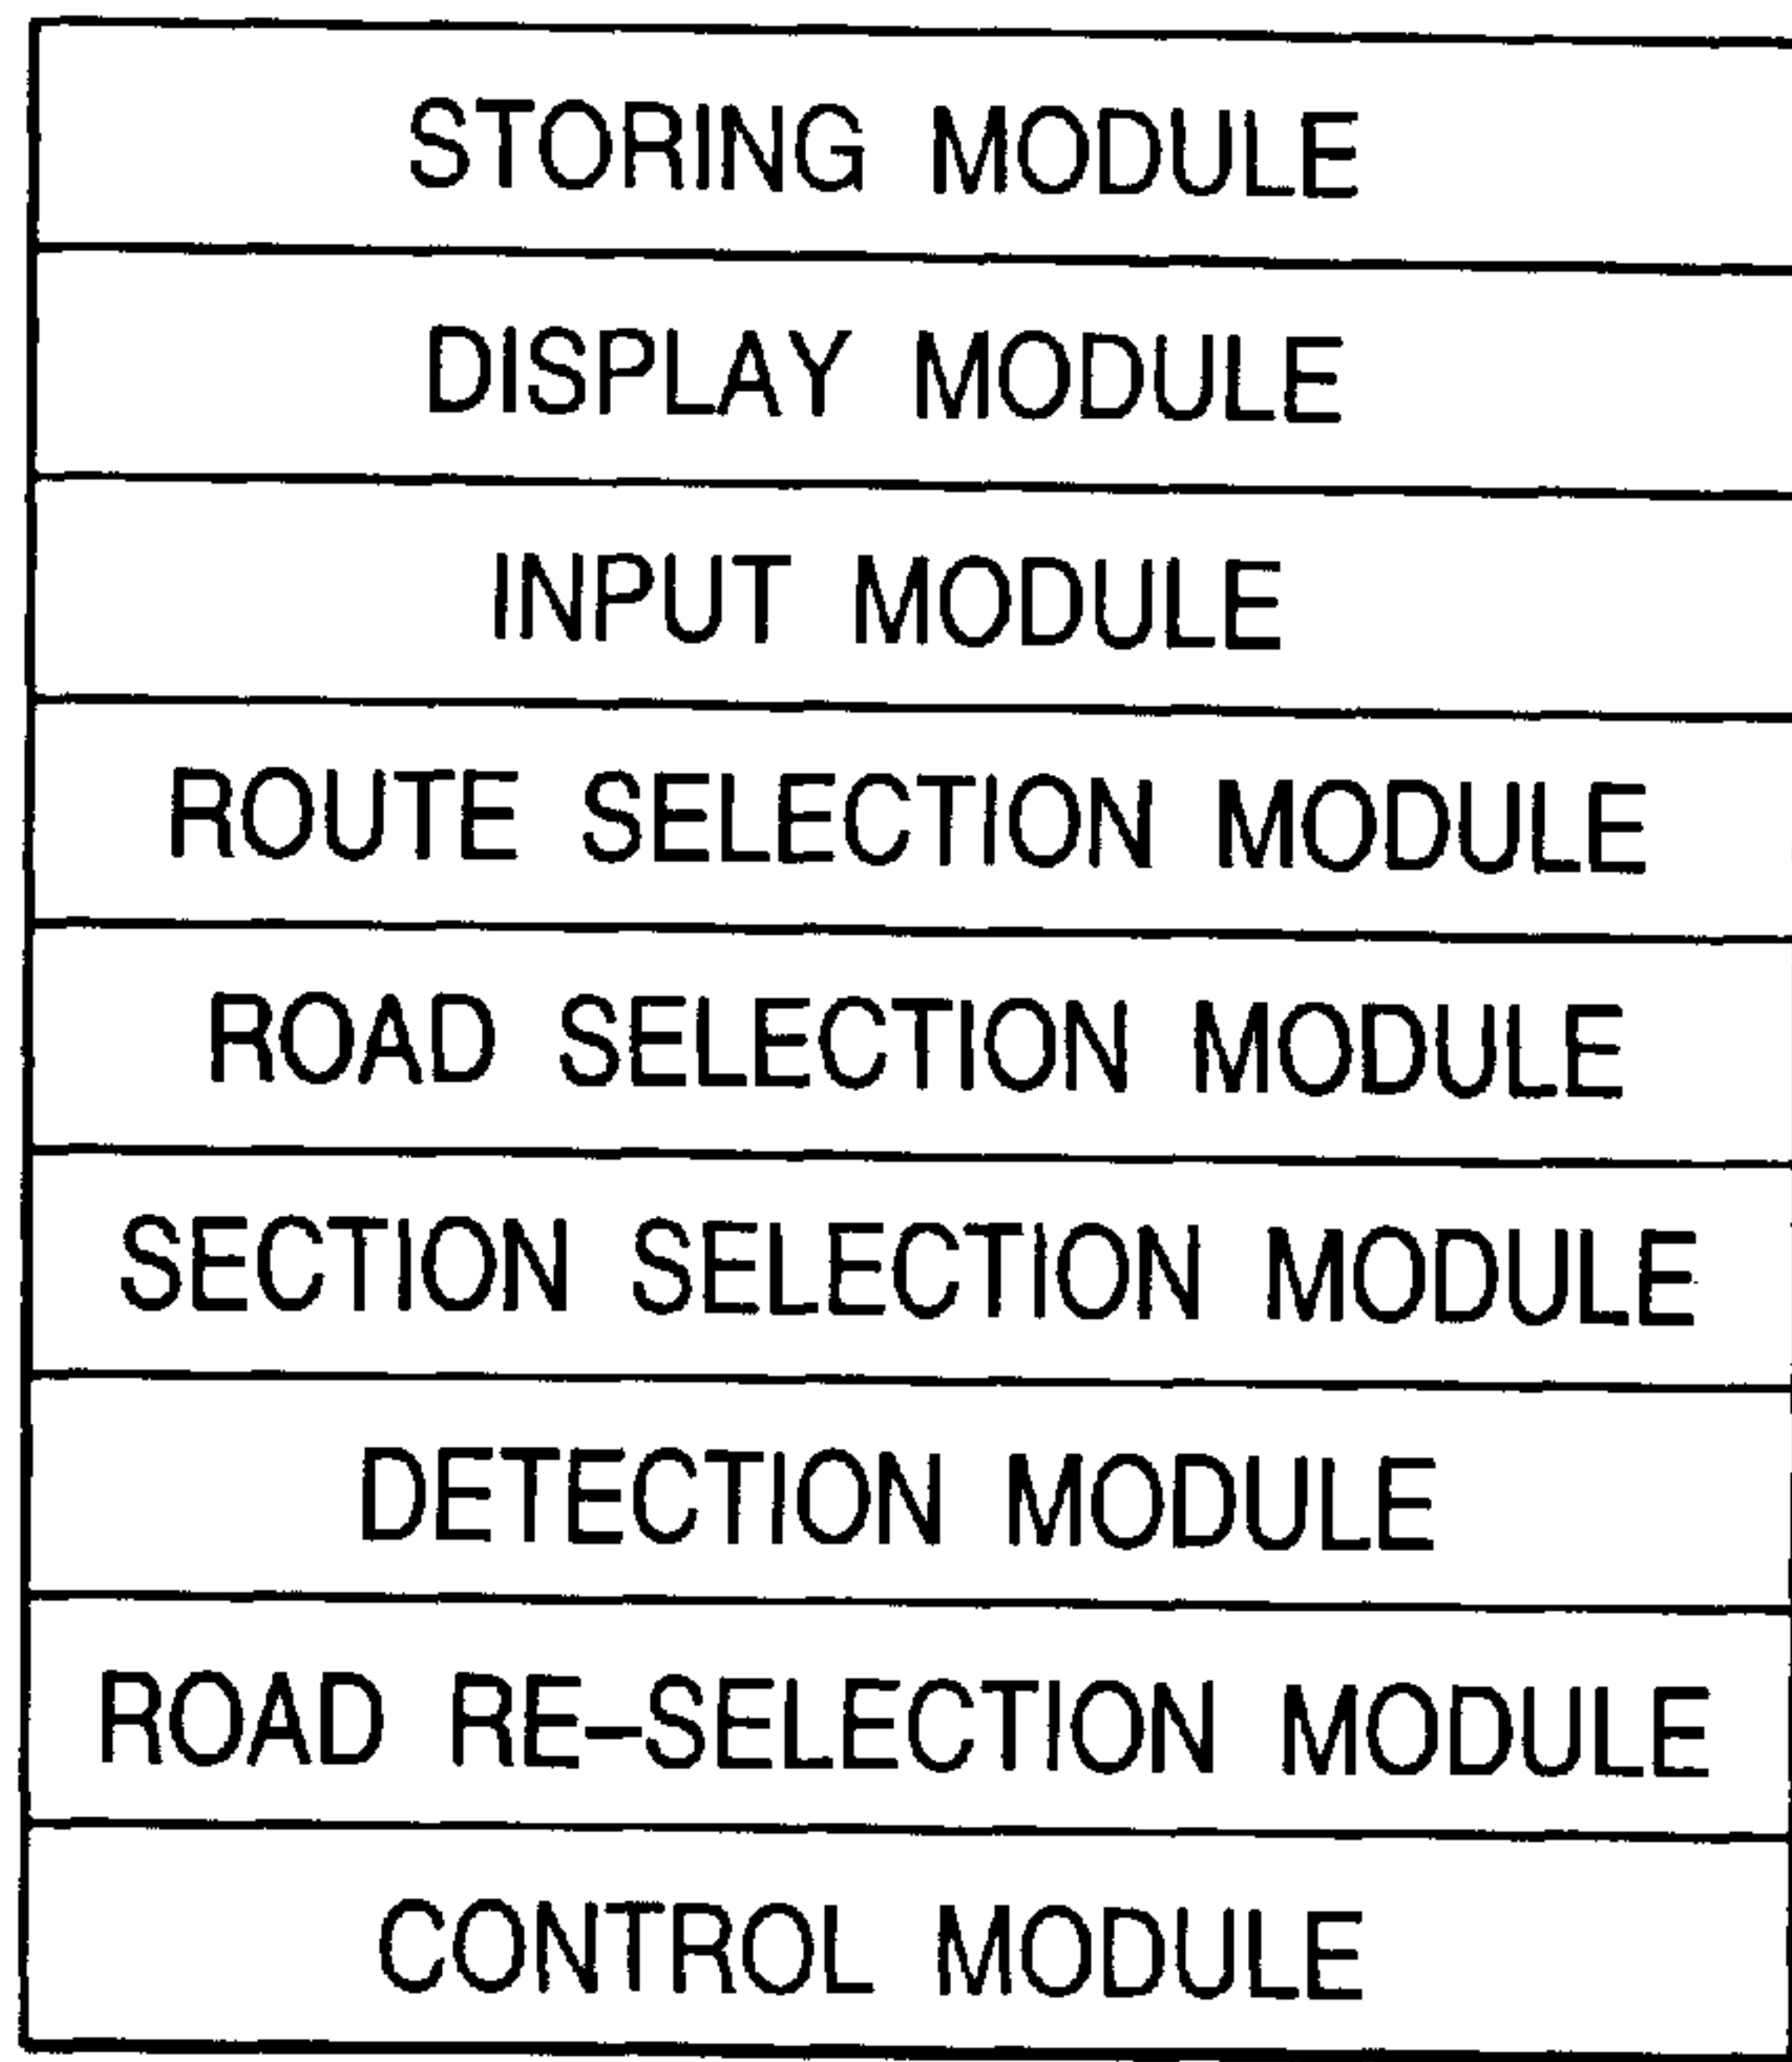 STORING MODULE
DISPLAY MODULE
INPUT MODULE
ROUTE SELECTION MODULE
ROAD SELECTION MODULE
SECTION SELECTION MODULE
DETECTION MODULE
ROAD RE-SELECTION MODULE
CONTROL MODULE